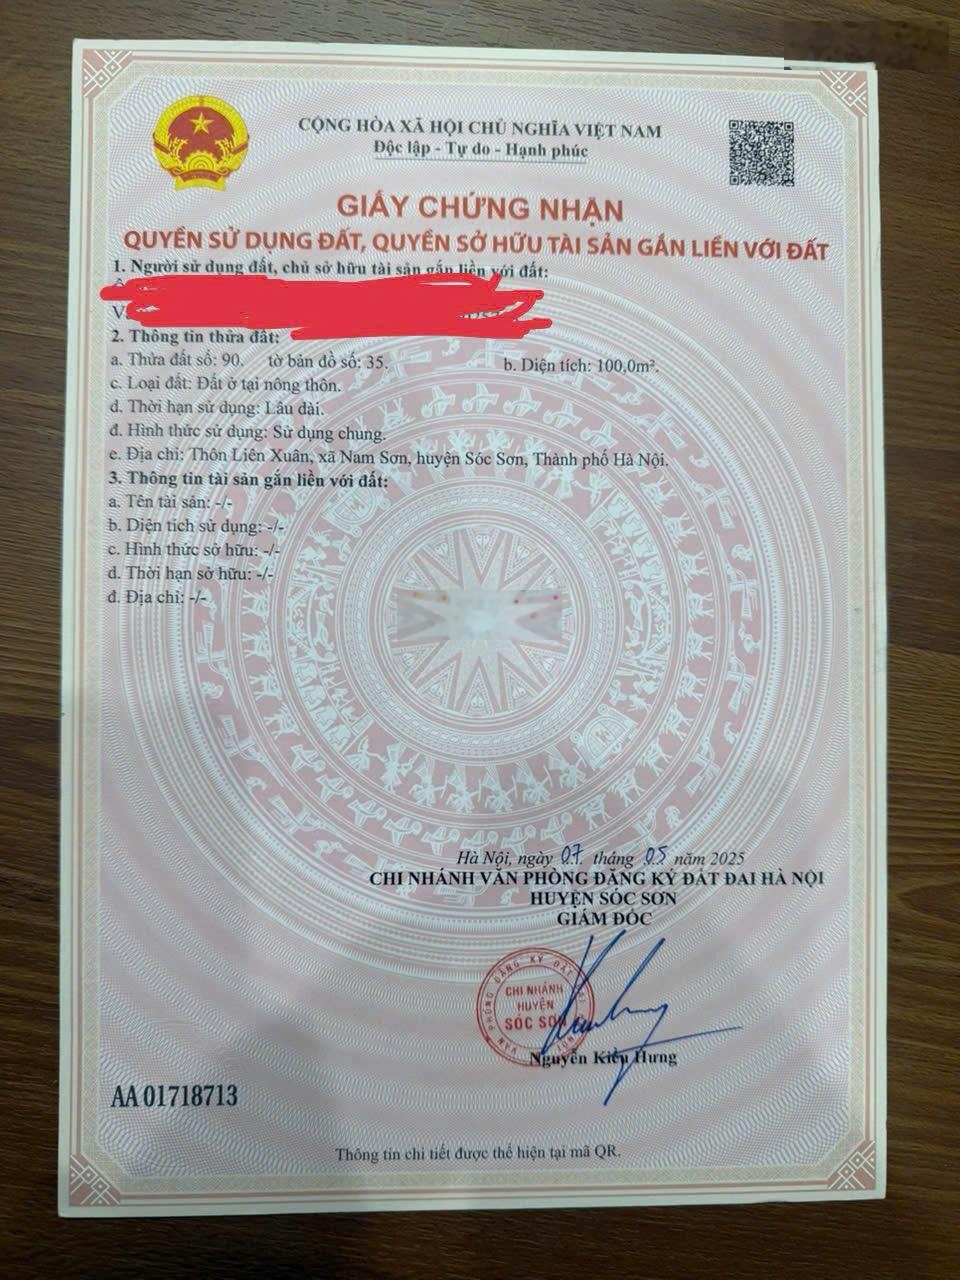 CỘNG HÒA XÃ HỘI CHỦ NGHĨA VIỆT NAM
Độc lập - Tự do - Hạnh phúc
GIẤY CHỨNG NHẬN
QUYỀN SỬ DỤNG ĐẤT, QUYỀN SỞ HỮU TÀI SẢN GẮN LIỀN VỚI ĐẤT
1. Người sử dụng đất, chủ sở hữu tài sản gắn liền với đất:
2. Thông tin thửa đất:
a. Thửa đất số: 90. tờ bản đồ số: 35. b. Diện tích: 100,0m².
c. Loại đất: Đất ở tại nông thôn.
d. Thời hạn sử dụng: Lâu dài.
đ. Hình thức sử dụng: Sử dụng chung.
e. Địa chỉ: Thôn Liên Xuân, xã Nam Sơn, huyện Sóc Sơn, Thành phố Hà Nội.
3. Thông tin tài sản gắn liền với đất:
a. Tên tài sản: -/-
b. Diện tích sử dụng: -/-
c. Hình thức sở hữu: -/-
d. Thời hạn sở hữu: -/-
đ. Địa chỉ: -/-
Hà Nội, ngày 07. tháng 05 năm 2025
CHI NHÁNH VĂN PHÒNG ĐĂNG KÝ ĐẤT ĐAI HÀ NỘI
HUYỆN SÓC SƠN
GIÁM ĐỐC
VĂN PHÒNG ĐĂNG KÝ ĐẤT
CHI NHÁNH
HUYỆN
SÓC SƠN
Nguyễn Kiều Hưng
AA 01718713
Thông tin chi tiết được thể hiện tại mã QR.